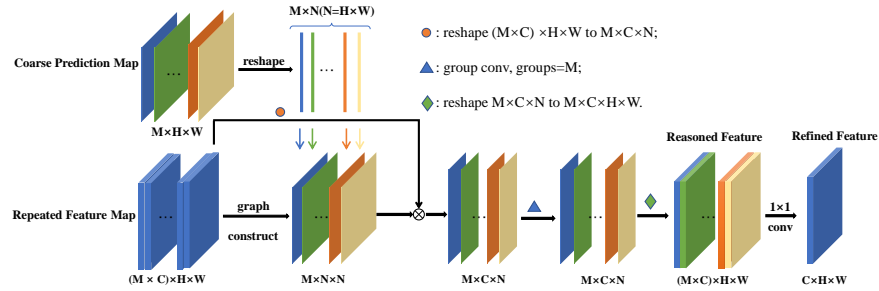 M×N(N=H×W)
: reshape (M×C) ×H×W to M×C×N;
Coarse Prediction Map
reshape
...
...
: group conv, groups=M;
: reshape M×C×N to M×C×H×W.
M×H×W
Reasoned Feature
Refined Feature
Repeated Feature Map
...
graph
construct
...
...
...
...
1×1
conv
(M × C)×H×W
M×N×N
M×C×N
M×C×N
(M×C)×H×W
C×H×W